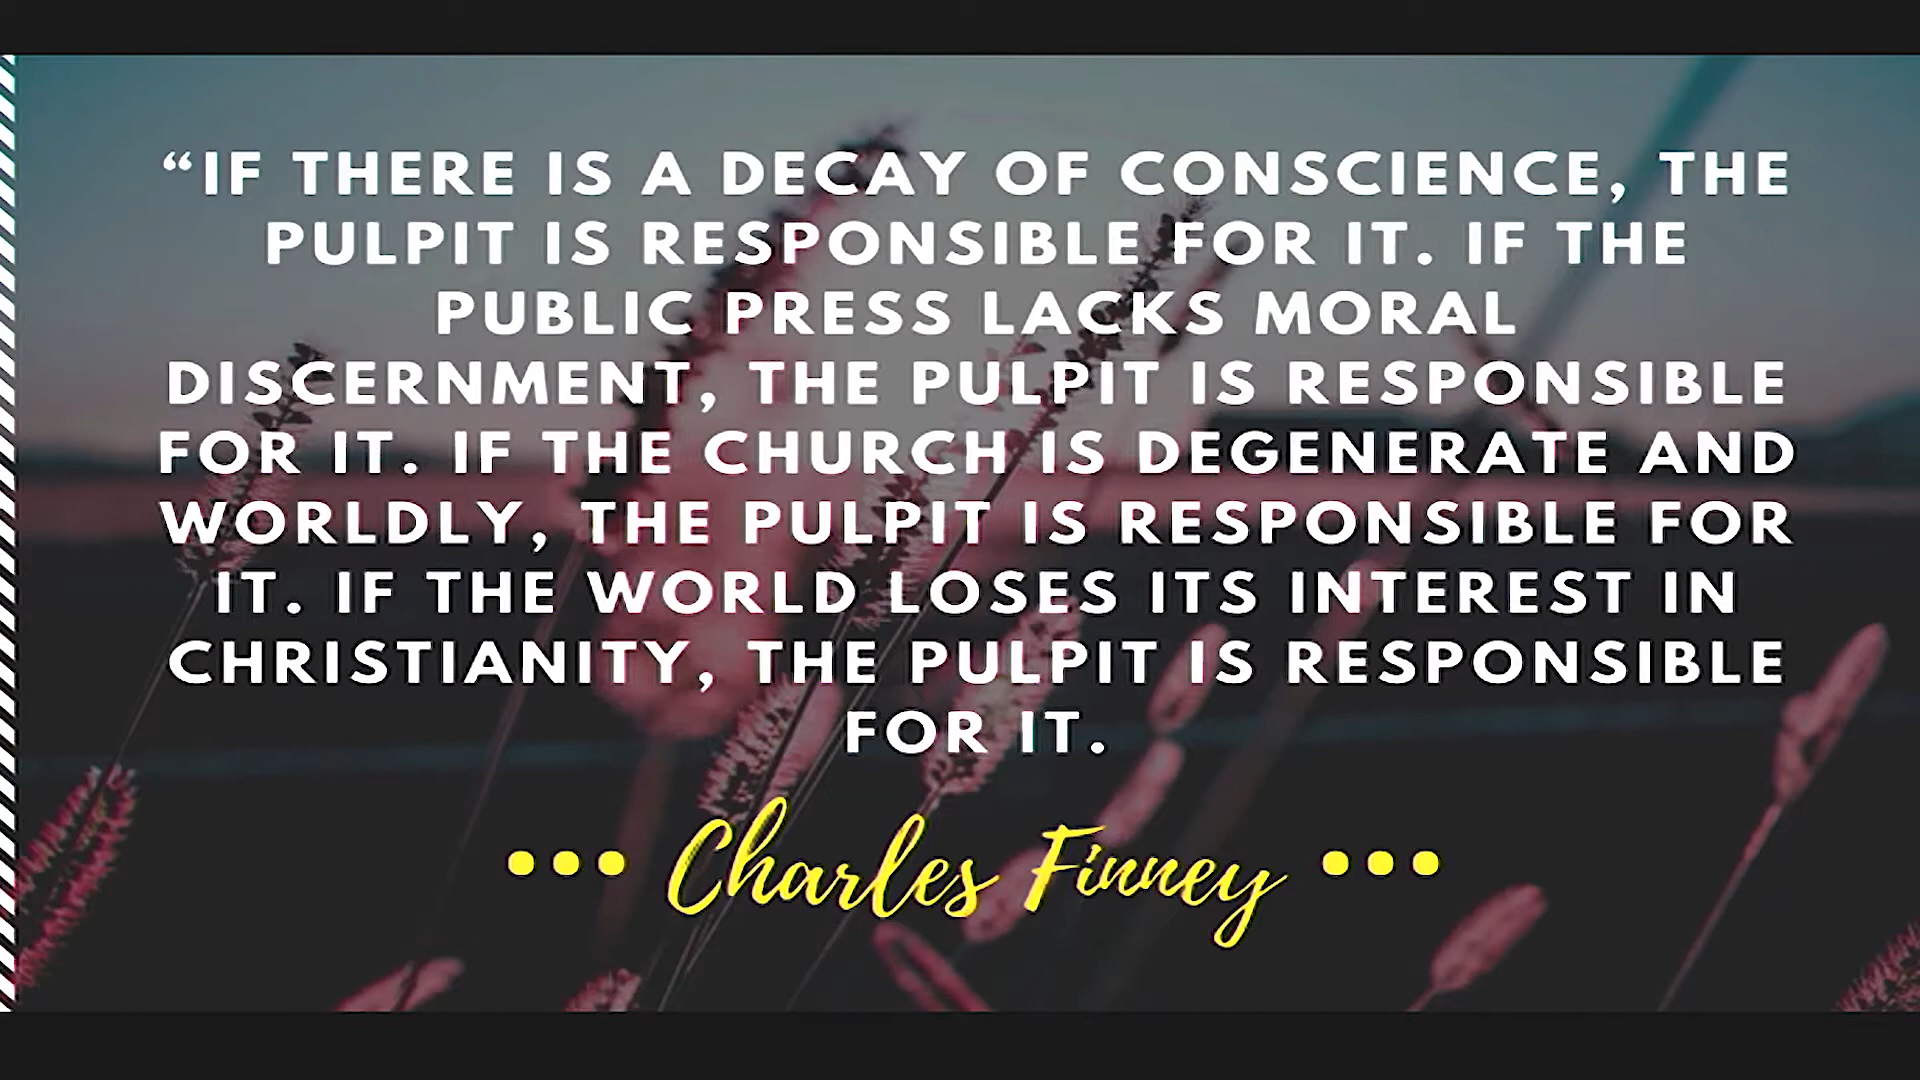 “IF THERE IS A DECAY OF CONSCIENCE, THE
PULPIT IS RESPONSIBLE FOR IT. IF THE
PUBLIC PRESS LACKS MORAL
DISCERNMENT, THE PULPIT IS RESPONSIBLE
FOR IT. IF THE CHURCH IS DEGENERATE AND
WORLDLY, THE PULPIT IS RESPONSIBLE FOR
IT. IF THE WORLD LOSES ITS INTEREST IN
CHRISTIANITY, THE PULPIT IS RESPONSIBLE
FOR IT.
••• Charles Finney •••